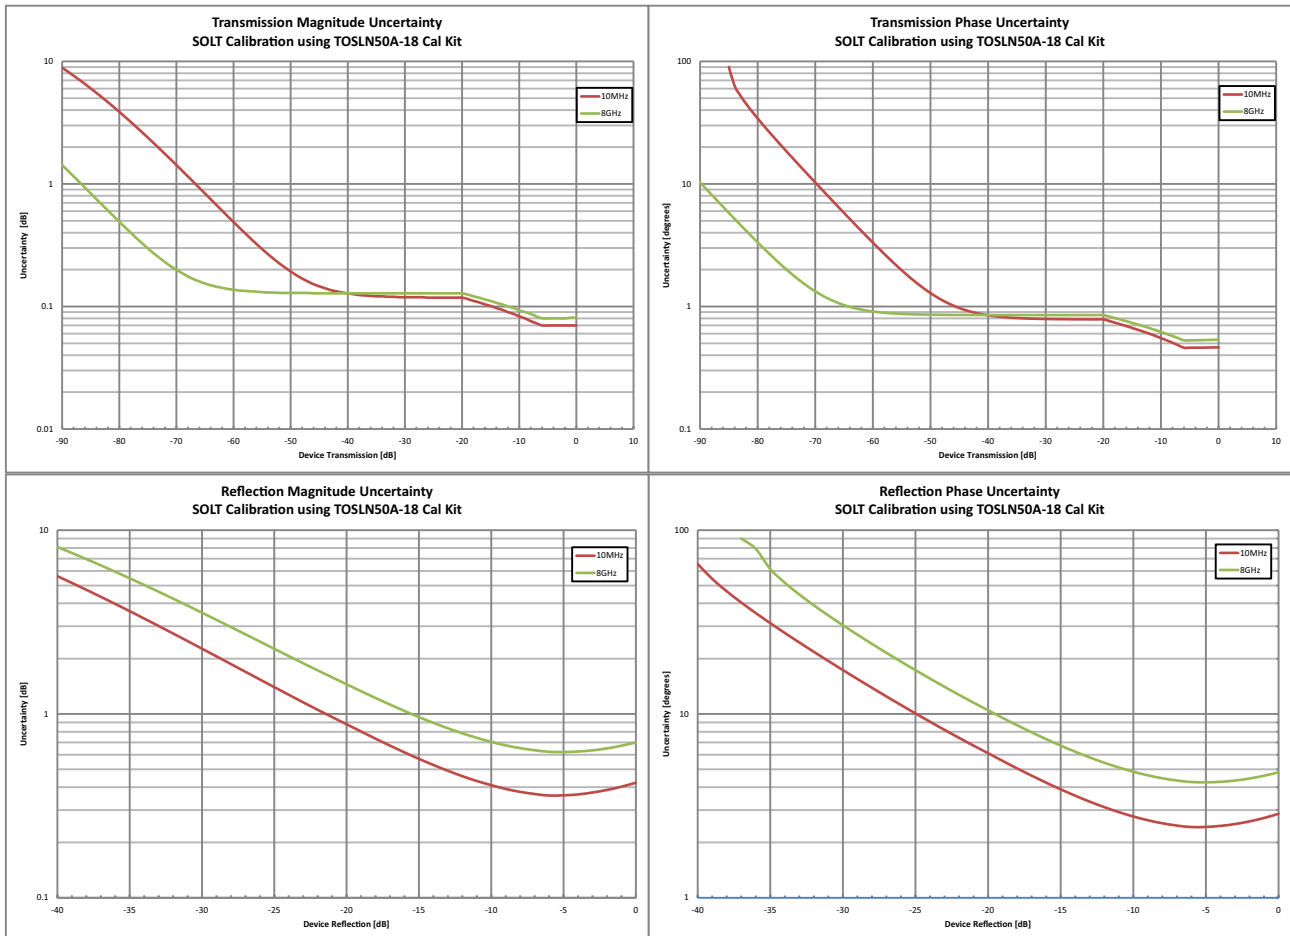 Transmission Magnitude Uncertainty
SOLT Calibration using TOSLN50A-18 Cal Kit
10
1
0.1
0.01
Uncertainty [dB]
10MHz
8GHz
-90 -80 -70 -60 -50 -40 -30 -20 -10 0 10
Device Transmission [dB]
Transmission Phase Uncertainty
SOLT Calibration using TOSLN50A-18 Cal Kit
100
10
1
0.1
Uncertainty [degrees]
10MHz
8GHz
-90 -80 -70 -60 -50 -40 -30 -20 -10 0 10
Device Transmission [dB]
Reflection Magnitude Uncertainty
SOLT Calibration using TOSLN50A-18 Cal Kit
10
1
0.1
Uncertainty [dB]
10MHz
8GHz
-40 -35 -30 -25 -20 -15 -10 -5 0
Device Reflection [dB]
Reflection Phase Uncertainty
SOLT Calibration using TOSLN50A-18 Cal Kit
100
10
1
Uncertainty [degrees]
10MHz
8GHz
-40 -35 -30 -25 -20 -15 -10 -5 0
Device Reflection [dB]